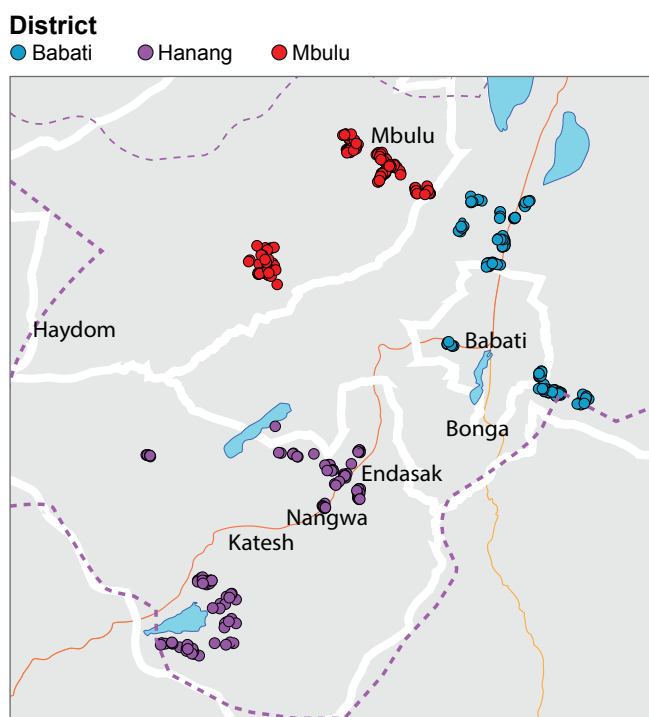 District
Babati Hanang Mbulu
Mbulu
Haydom
Babati
Bonga
Endasak
Nangwa
Katesh